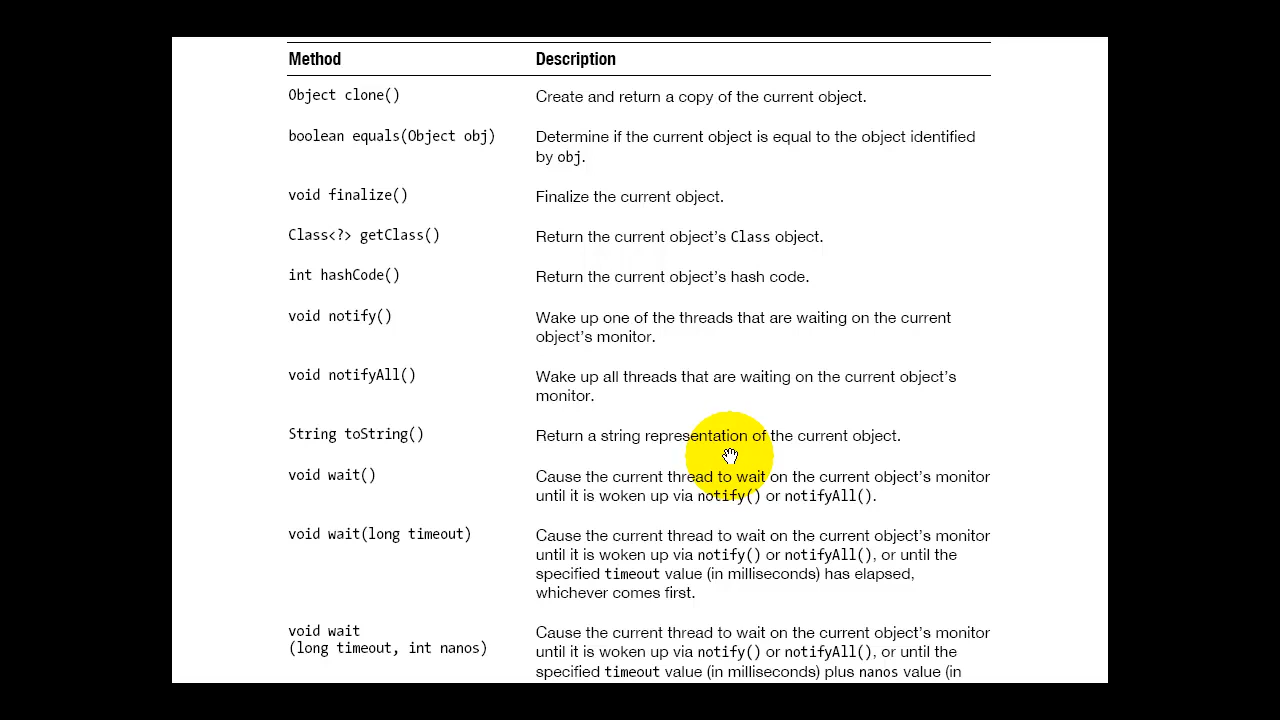 Method Description
Object clone() Create and return a copy of the current object.
boolean equals(Object obj) Determine if the current object is equal to the object identified
by obj.
void finalize() Finalize the current object.
Class<?> getClass() Return the current object's Class object.
int hashCode() Return the current object's hash code.
void notify() Wake up one of the threads that are waiting on the current
object's monitor.
void notifyAll() Wake up all threads that are waiting on the current object's
monitor.
String toString() Return a string representation of the current object.
void wait() Cause the current thread to wait on the current object's monitor
until it is woken up via notify() or notifyAll().
void wait(long timeout) Cause the current thread to wait on the current object's monitor
until it is woken up via notify() or notifyAll(), or until the
specified timeout value (in milliseconds) has elapsed,
whichever comes first.
void wait Cause the current thread to wait on the current object's monitor
(long timeout, int nanos) until it is woken up via notify() or notifyAll(), or until the
specified timeout value (in milliseconds) plus nanos value (in